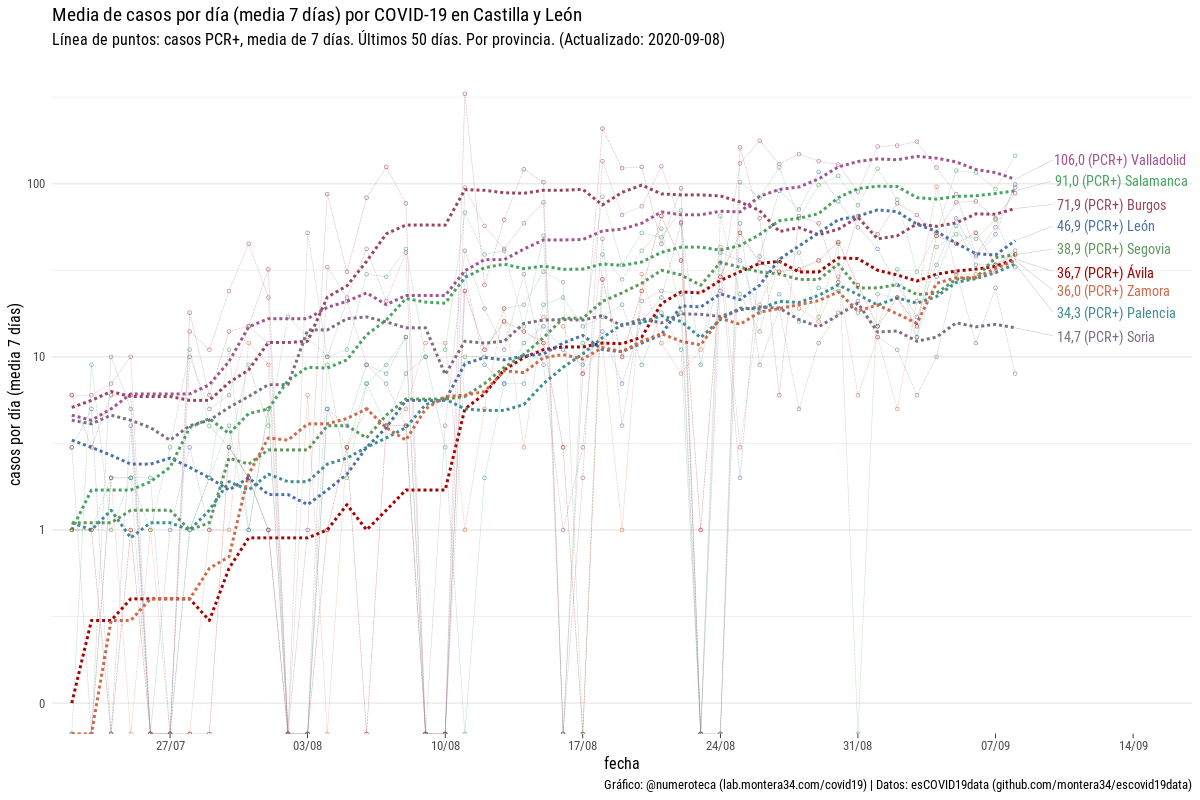 Media de casos por día (media 7 días) por COVID-19 en Castilla y León
Línea de puntos: casos PCR+, media de 7 días. Últimos 50 días. Por provincia. (Actualizado: 2020-09-08)
casos por día (media 7 días)
100
10
1
0
106,0 (PCR+) Valladolid
91,0 (PCR+) Salamanca
71,9 (PCR+) Burgos
46,9 (PCR+) León
38,9 (PCR+) Segovia
36,7 (PCR+) Ávila
36,0 (PCR+) Zamora
34,3 (PCR+) Palencia
14,7 (PCR+) Soria
27/07
03/08
10/08
17/08
24/08
31/08
07/09
14/09
fecha
Gráfico: @numeroteca (lab.montera34.com/covid19) | Datos: esCOVID19data (github.com/montera34/escovid19data)